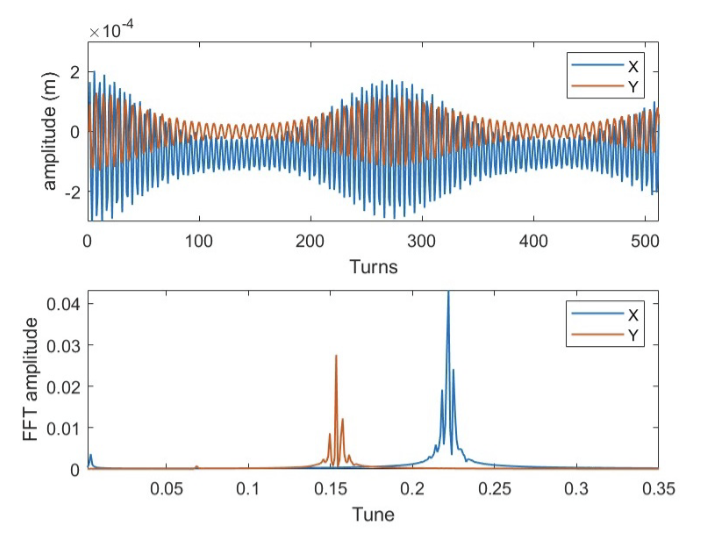 ×10⁻⁴
2
0
-2
amplitude (m)
X
Y
0 100 200 300 400 500
Turns
0.04
0.03
0.02
0.01
0
FFT amplitude
X
Y
0.05 0.1 0.15 0.2 0.25 0.3 0.35
Tune